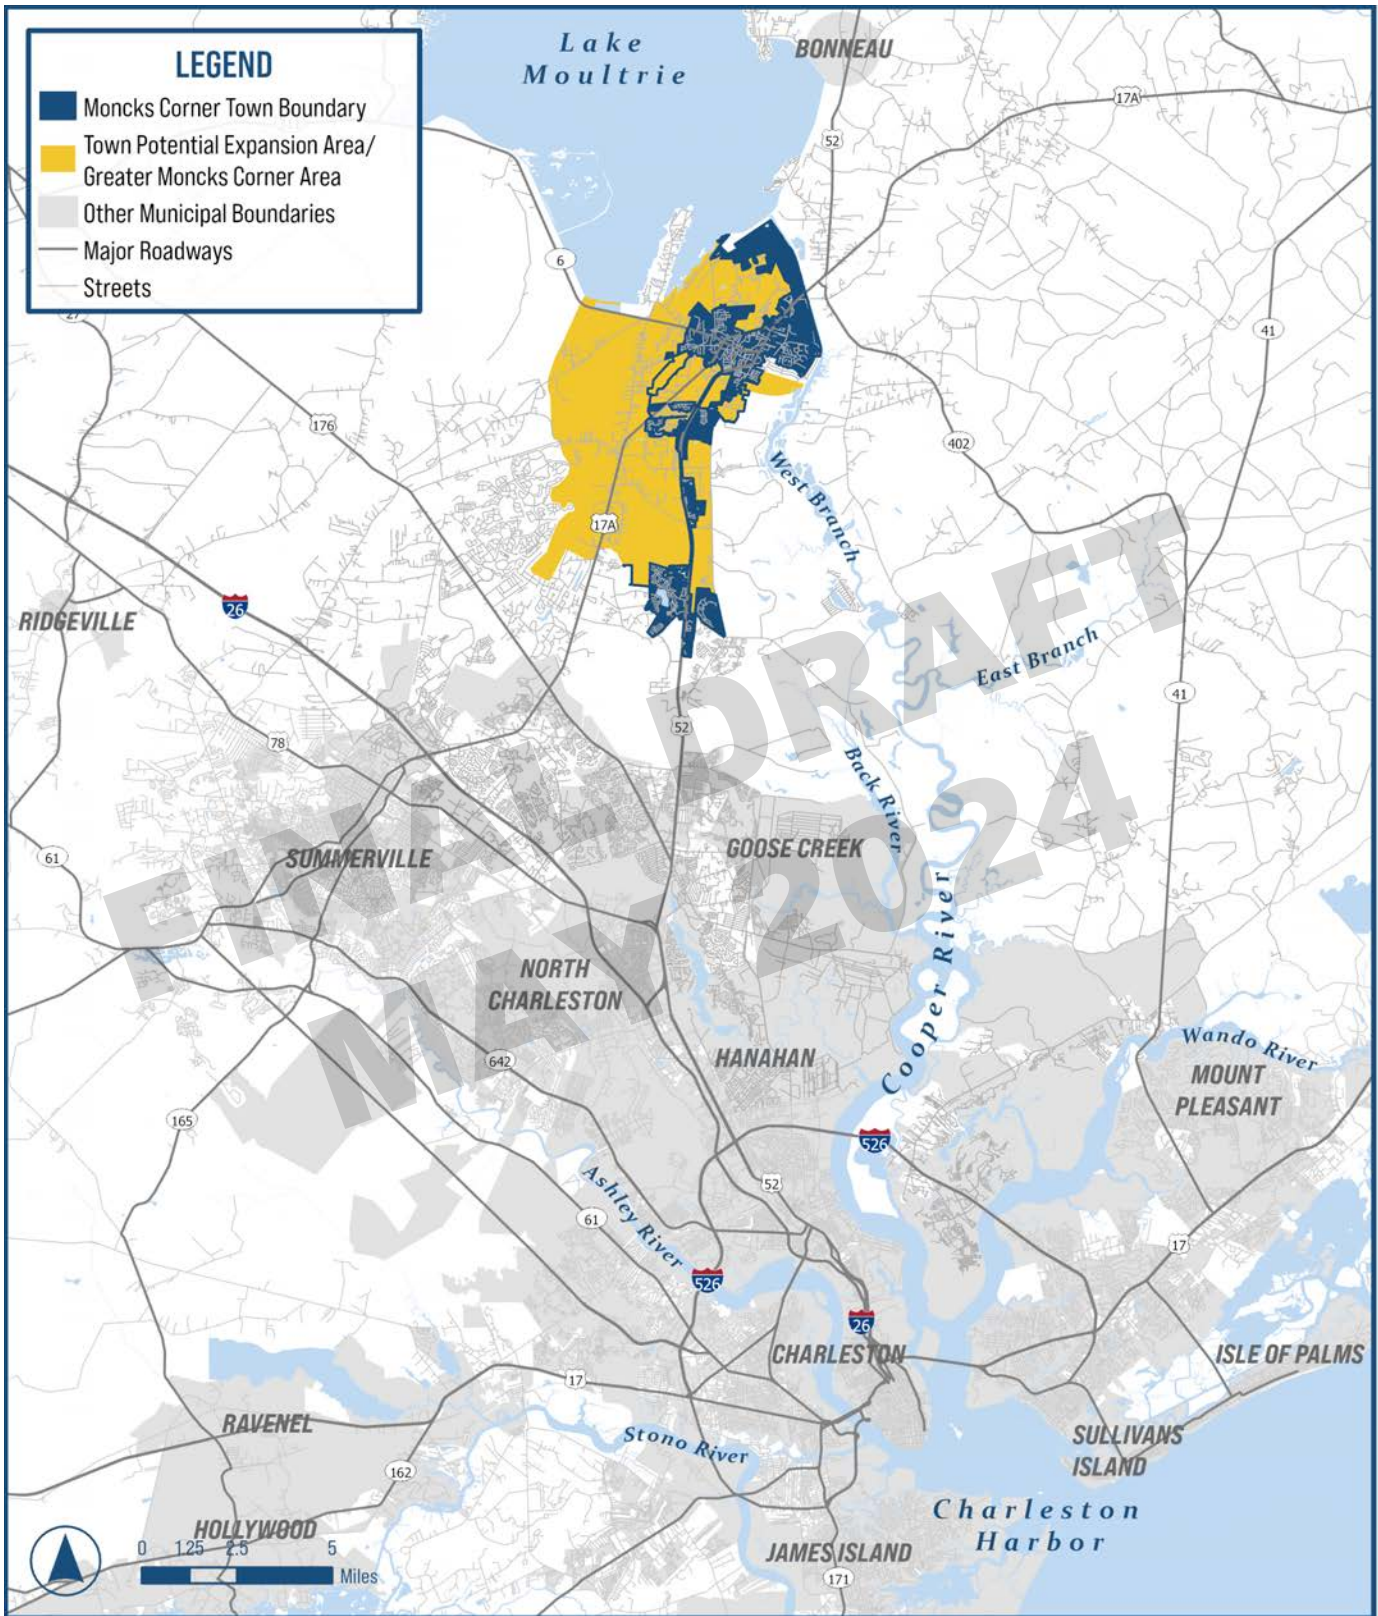 LEGEND
Moncks Corner Town Boundary
Town Potential Expansion Area/
Greater Moncks Corner Area
Other Municipal Boundaries
Major Roadways
Streets
Lake
Moultrie
BONNEAU
17A
52
6
27
41
176
402
West Branch
17A
26
RIDGEVILLE
East Branch
41
52
78
Back River
61
SUMMERVILLE
GOOSE CREEK
FINAL DRAFT
MAY 2024
Cooper River
NORTH
CHARLESTON
HANAHAN
Wando River
MOUNT
PLEASANT
642
165
526
52
Ashley River
61
17
526
26
CHARLESTON
ISLE OF PALMS
17
RAVENEL
Stono River
SULLIVANS
ISLAND
162
Charleston
Harbor
HOLLYWOOD
JAMES ISLAND
171
0 1.25 2.5 5
Miles